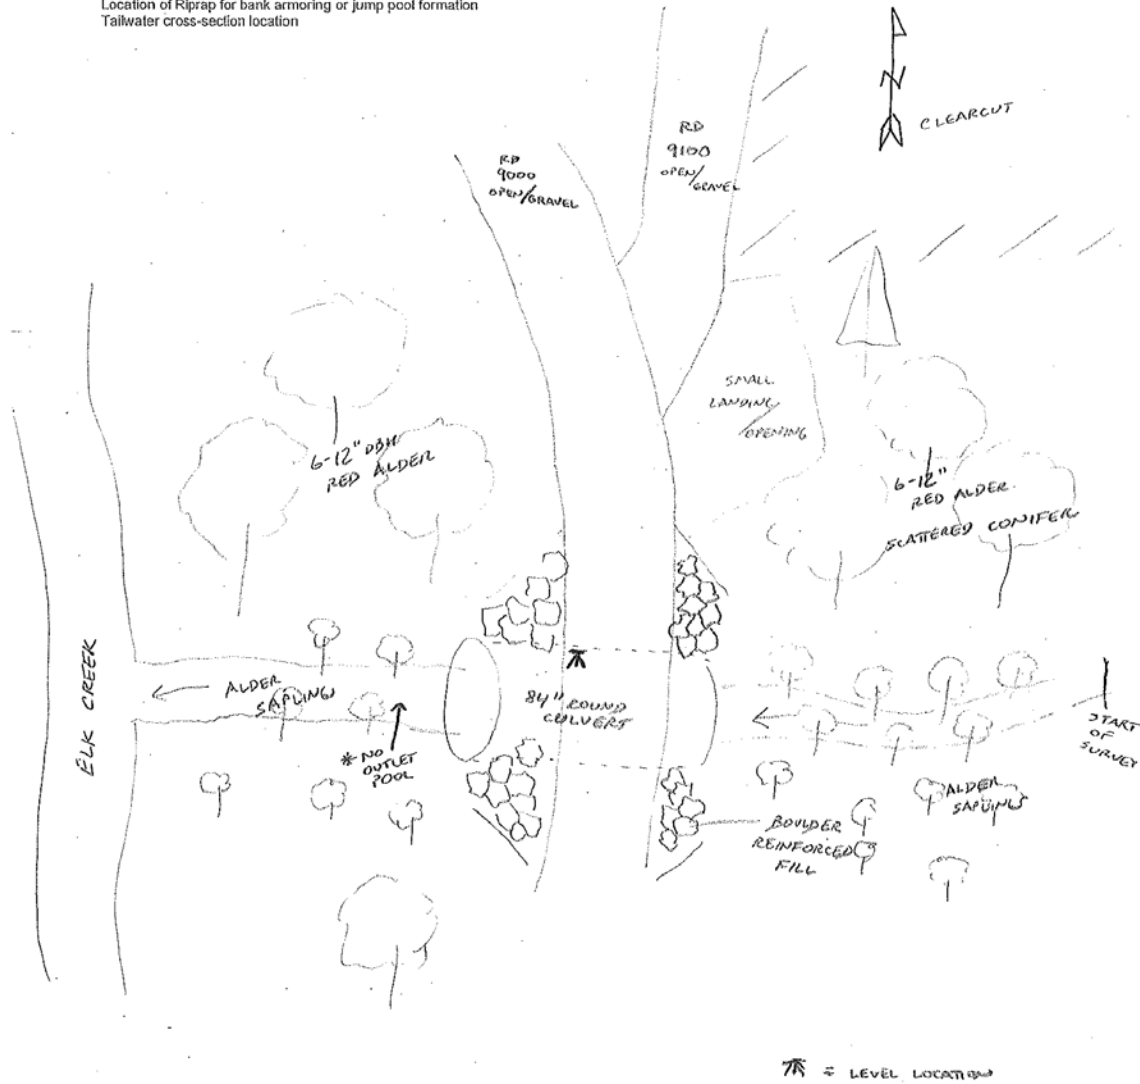 Location of Riprap for bank armoring or jump pool formation
Tailwater cross-section location
N
CLEARCUT
RD
9100
OPEN/
GRAVEL
RD
9000
OPEN/GRAVEL
SMALL
LANDING/
OPENING
6-12" DBH
RED ALDER
6-12"
RED ALDER
SCATTERED CONIFER
ELK CREEK
ALDER
SAPLINGS
84" ROUND
CULVERT
* NO
OUTLET
POOL
START
OF
SURVEY
ALDER
SAPLINGS
BOULDER
REINFORCED
FILL
= LEVEL LOCATION